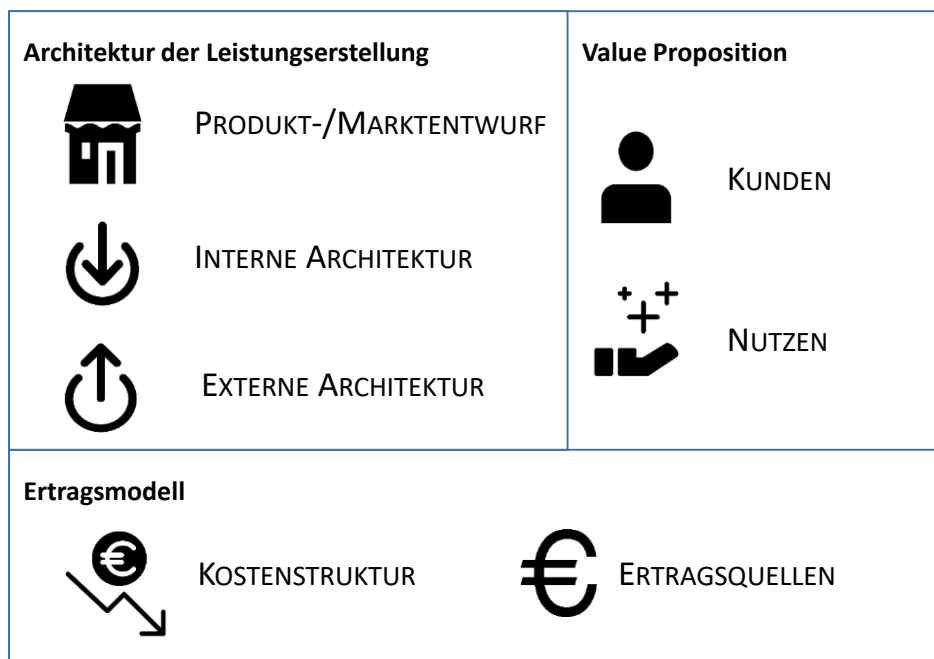 Architektur der Leistungserstellung
PRODUKT-/MARKTENTWURF
INTERNE ARCHITEKTUR
EXTERNE ARCHITEKTUR
Value Proposition
KUNDEN
NUTZEN
Ertragsmodell
€
KOSTENSTRUKTUR
€
ERTRAGSQUELLEN